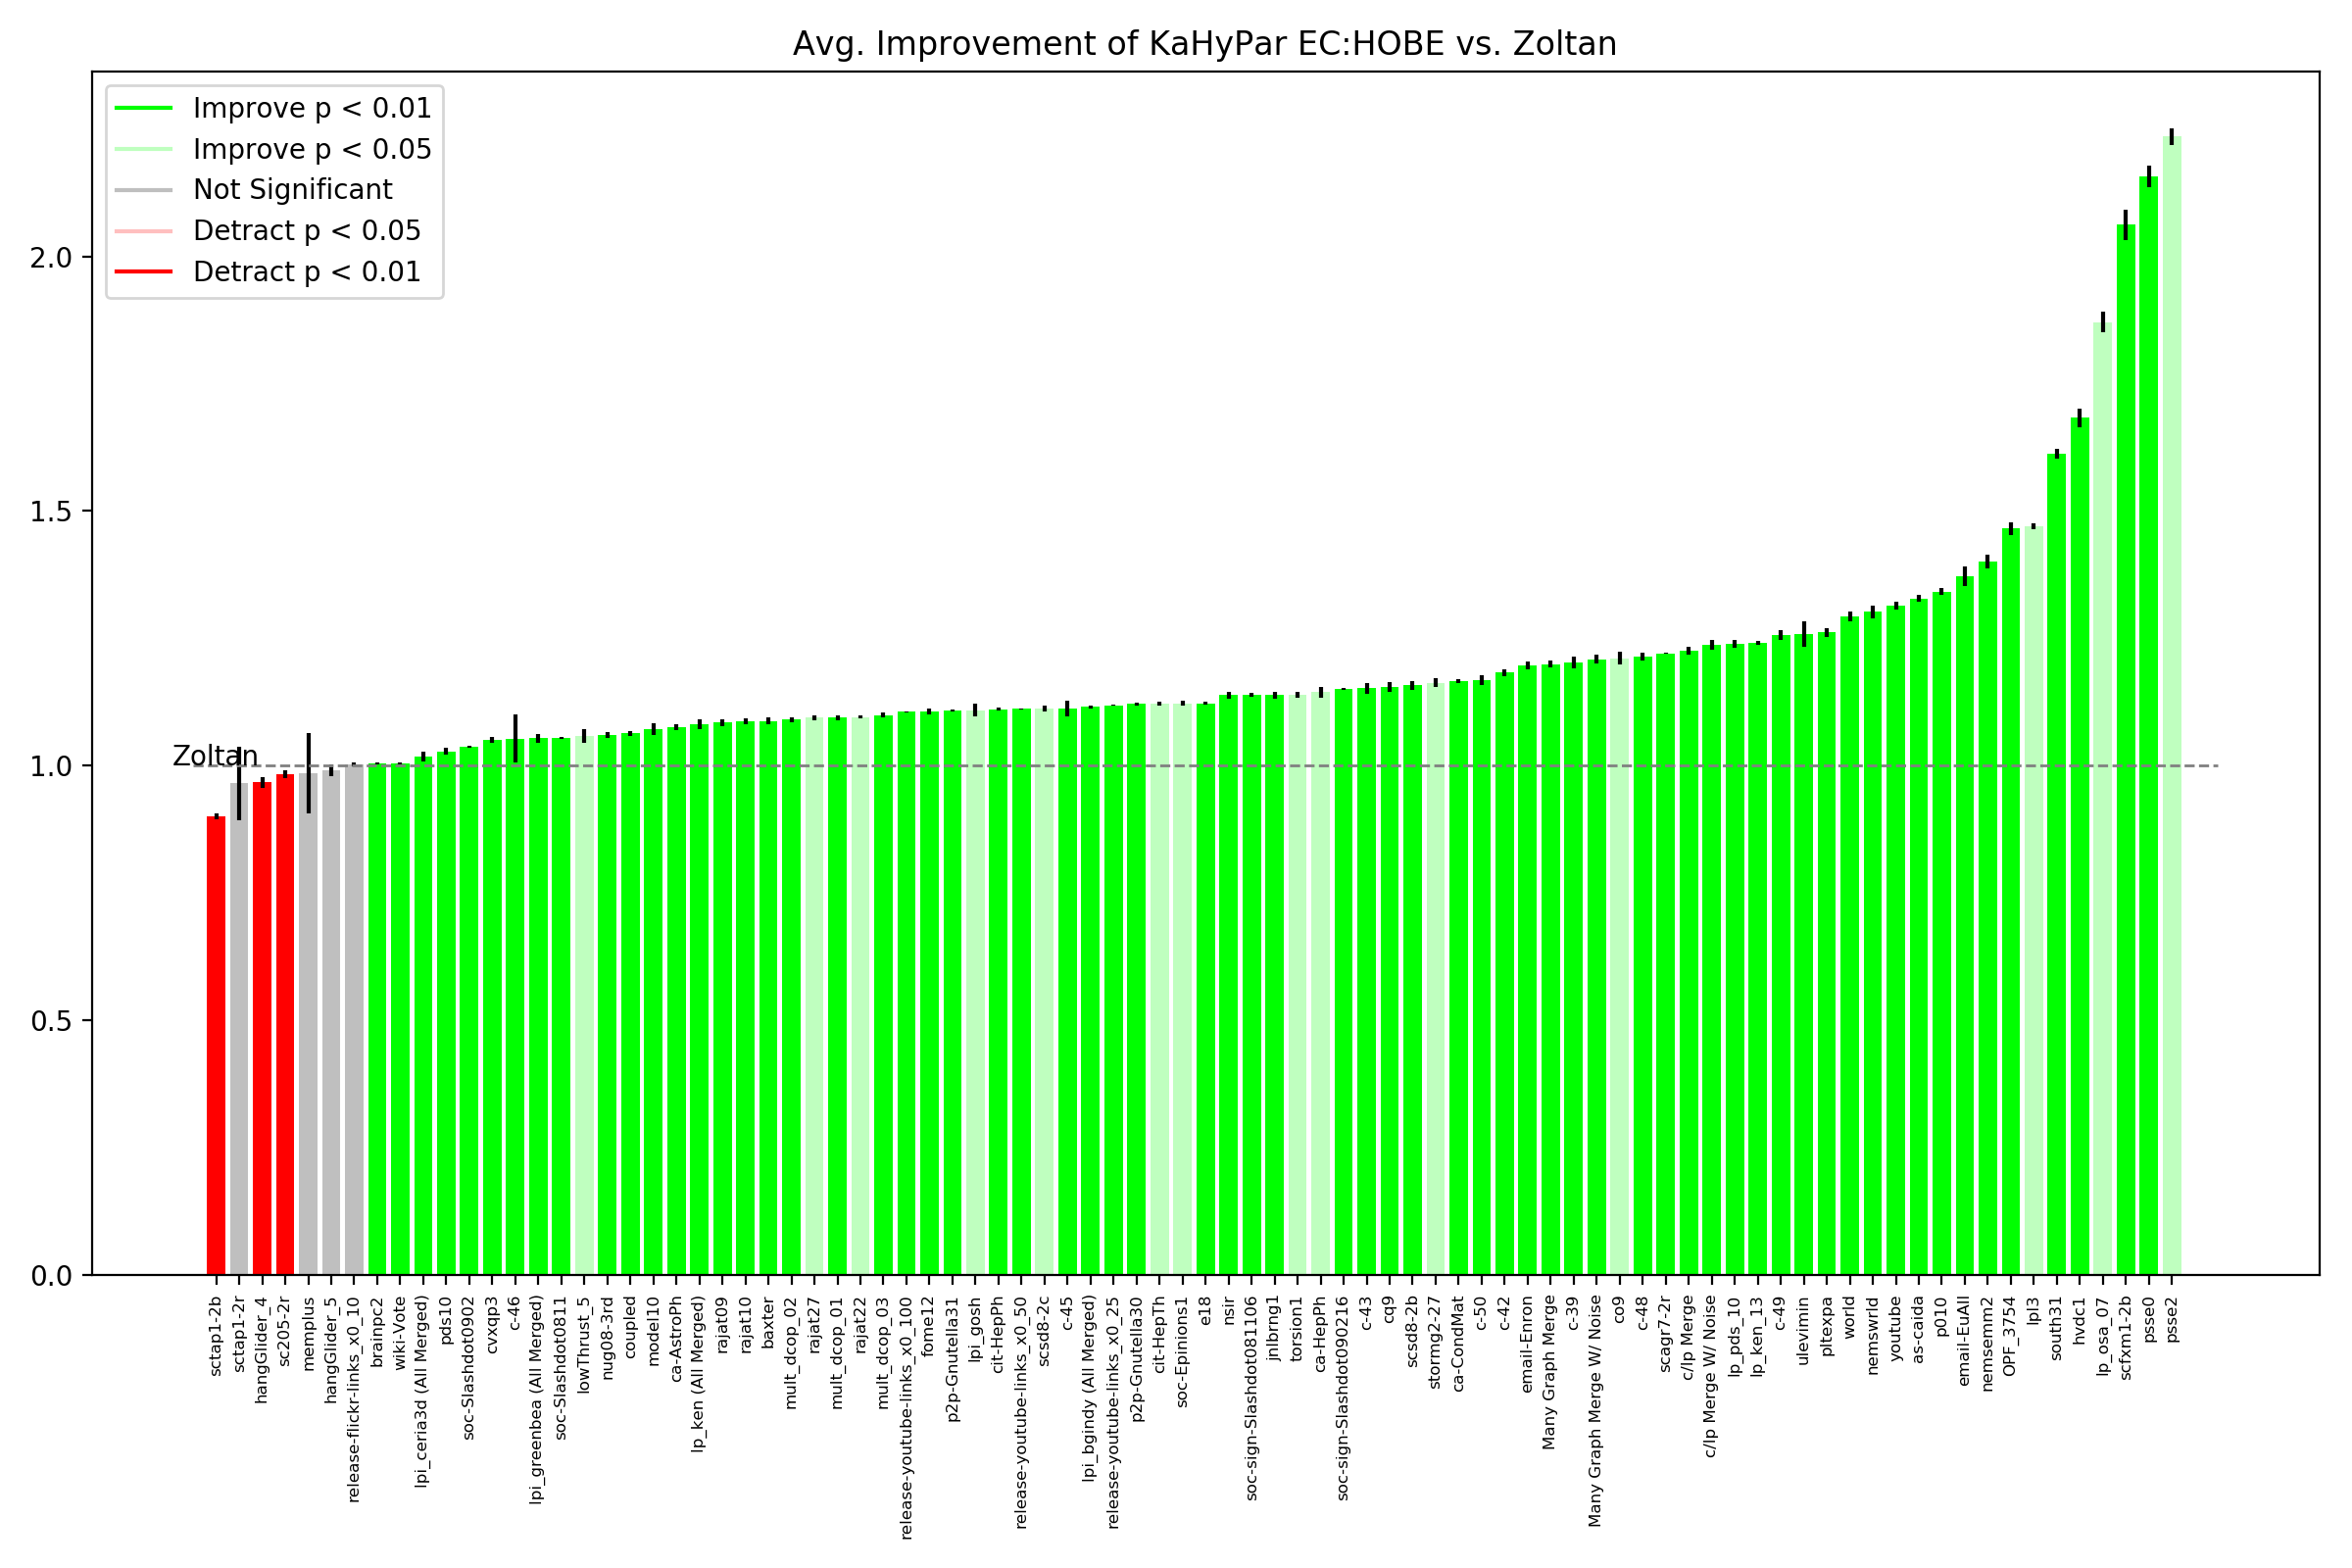 Avg. Improvement of KaHyPar EC:HOBE vs. Zoltan
Improve p < 0.01
Improve p < 0.05
Not Significant
Detract p < 0.05
Detract p < 0.01
2.0
1.5
1.0
0.5
0.0
Zoltan
sctap1-2b
sctap1-2r
hangGlider_4
sc205-2r
memplus
hangGlider_5
release-flickr-links_x0_10
brainpc2
wiki-Vote
lpi_ceria3d (All Merged)
pds10
soc-Slashdot0902
cvxqp3
c-46
lpi_greenbea (All Merged)
soc-Slashdot0811
lowThrust_5
nug08-3rd
coupled
model10
ca-AstroPh
lp_ken (All Merged)
rajat09
rajat10
baxter
mult_dcop_02
rajat27
mult_dcop_01
rajat22
mult_dcop_03
release-youtube-links_x0_100
fome12
p2p-Gnutella31
lpi_gosh
cit-HepPh
release-youtube-links_x0_50
scsd8-2c
c-45
lpi_bgindy (All Merged)
release-youtube-links_x0_25
p2p-Gnutella30
cit-HepTh
soc-Epinions1
e18
nsir
soc-sign-Slashdot081106
jnlbrng1
torsion1
ca-HepPh
soc-sign-Slashdot090216
c-43
cq9
scsd8-2b
stormg2-27
ca-CondMat
c-50
c-42
email-Enron
Many Graph Merge
c-39
Many Graph Merge W/ Noise
co9
c-48
scagr7-2r
c/lp Merge
c/lp Merge W/ Noise
lp_pds_10
lp_ken_13
c-49
ulevimin
pltexpa
world
nemswrld
youtube
as-caida
p010
email-EuAll
nemsemm2
OPF_3754
lpl3
south31
hvdc1
lp_osa_07
scfxm1-2b
psse0
psse2